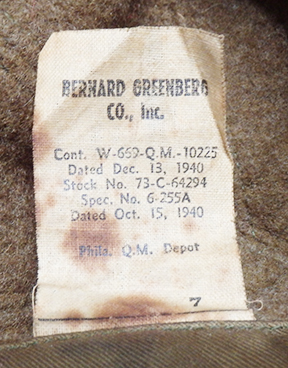 BERNARD GREENBERG
CO., Inc.
Cont. W-669-Q.M.-10225
Dated Dec. 13, 1940
Stock No. 73-C-64294
Spec. No. 6-255A
Dated Oct. 15, 1940
Phila. Q.M. Depot
7